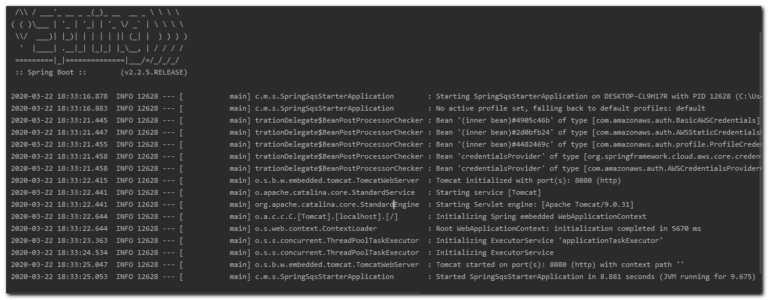 /\\ / ___'_ __ _ _(_)_ __  __ _ \ \ \ \
( ( )\___ | '_ | '_| | '_ \/ _` | \ \ \ \
 \\/  ___)| |_)| | | | | || (_| |  ) ) ) )
  '  |____| .__|_| |_|_| |_\__, | / / / /
 =========|_|==============|___/=/_/_/_/
 :: Spring Boot ::        (v2.2.5.RELEASE)
2020-03-22 18:33:16.878  INFO 12628 --- [           main] c.m.s.SpringSqsStarterApplication        : Starting SpringSqsStarterApplication on DESKTOP-CL9H17R with PID 12628 (C:\Us
2020-03-22 18:33:16.883  INFO 12628 --- [           main] c.m.s.SpringSqsStarterApplication        : No active profile set, falling back to default profiles: default
2020-03-22 18:33:21.445  INFO 12628 --- [           main] trationDelegate$BeanPostProcessorChecker : Bean '(inner bean)#4905c46b' of type [com.amazonaws.auth.BasicAWSCredentials]
2020-03-22 18:33:21.447  INFO 12628 --- [           main] trationDelegate$BeanPostProcessorChecker : Bean '(inner bean)#2d0bfb24' of type [com.amazonaws.auth.AWSStaticCredentials
2020-03-22 18:33:21.455  INFO 12628 --- [           main] trationDelegate$BeanPostProcessorChecker : Bean '(inner bean)#4482469c' of type [com.amazonaws.auth.profile.ProfileCrede
2020-03-22 18:33:21.458  INFO 12628 --- [           main] trationDelegate$BeanPostProcessorChecker : Bean 'credentialsProvider' of type [org.springframework.cloud.aws.core.creden
2020-03-22 18:33:21.460  INFO 12628 --- [           main] trationDelegate$BeanPostProcessorChecker : Bean 'credentialsProvider' of type [com.amazonaws.auth.AWSCredentialsProvider
2020-03-22 18:33:22.415  INFO 12628 --- [           main] o.s.b.w.embedded.tomcat.TomcatWebServer  : Tomcat initialized with port(s): 8080 (http)
2020-03-22 18:33:22.441  INFO 12628 --- [           main] o.apache.catalina.core.StandardService   : Starting service [Tomcat]
2020-03-22 18:33:22.441  INFO 12628 --- [           main] org.apache.catalina.core.StandardEngine  : Starting Servlet engine: [Apache Tomcat/9.0.31]
2020-03-22 18:33:22.644  INFO 12628 --- [           main] o.a.c.c.C.[Tomcat].[localhost].[/]       : Initializing Spring embedded WebApplicationContext
2020-03-22 18:33:22.644  INFO 12628 --- [           main] o.s.web.context.ContextLoader            : Root WebApplicationContext: initialization completed in 5670 ms
2020-03-22 18:33:23.363  INFO 12628 --- [           main] o.s.s.concurrent.ThreadPoolTaskExecutor  : Initializing ExecutorService 'applicationTaskExecutor'
2020-03-22 18:33:24.534  INFO 12628 --- [           main] o.s.s.concurrent.ThreadPoolTaskExecutor  : Initializing ExecutorService
2020-03-22 18:33:25.047  INFO 12628 --- [           main] o.s.b.w.embedded.tomcat.TomcatWebServer  : Tomcat started on port(s): 8080 (http) with context path ''
2020-03-22 18:33:25.053  INFO 12628 --- [           main] c.m.s.SpringSqsStarterApplication        : Started SpringSqsStarterApplication in 8.881 seconds (JVM running for 9.675)